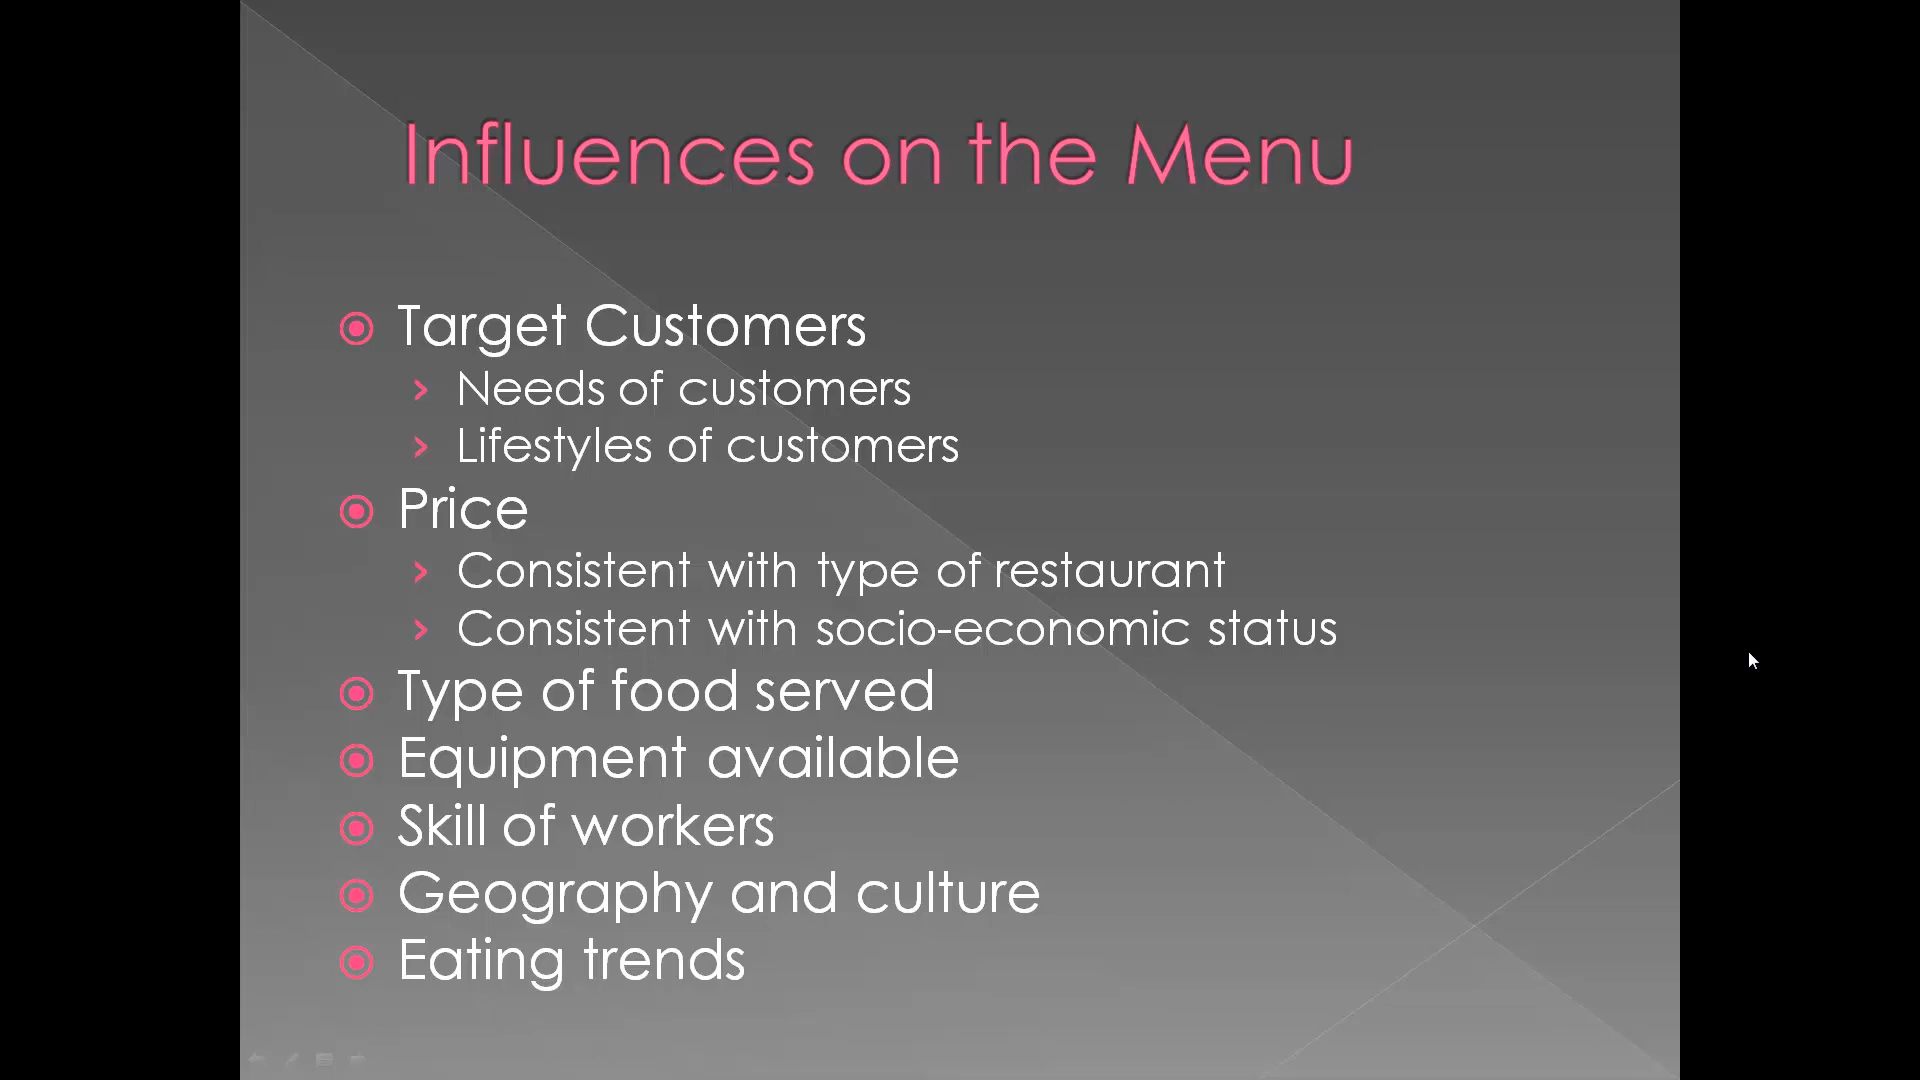 Influences on the Menu
Target Customers
Needs of customers
Lifestyles of customers
Price
Consistent with type of restaurant
Consistent with socio-economic status
Type of food served
Equipment available
Skill of workers
Geography and culture
Eating trends